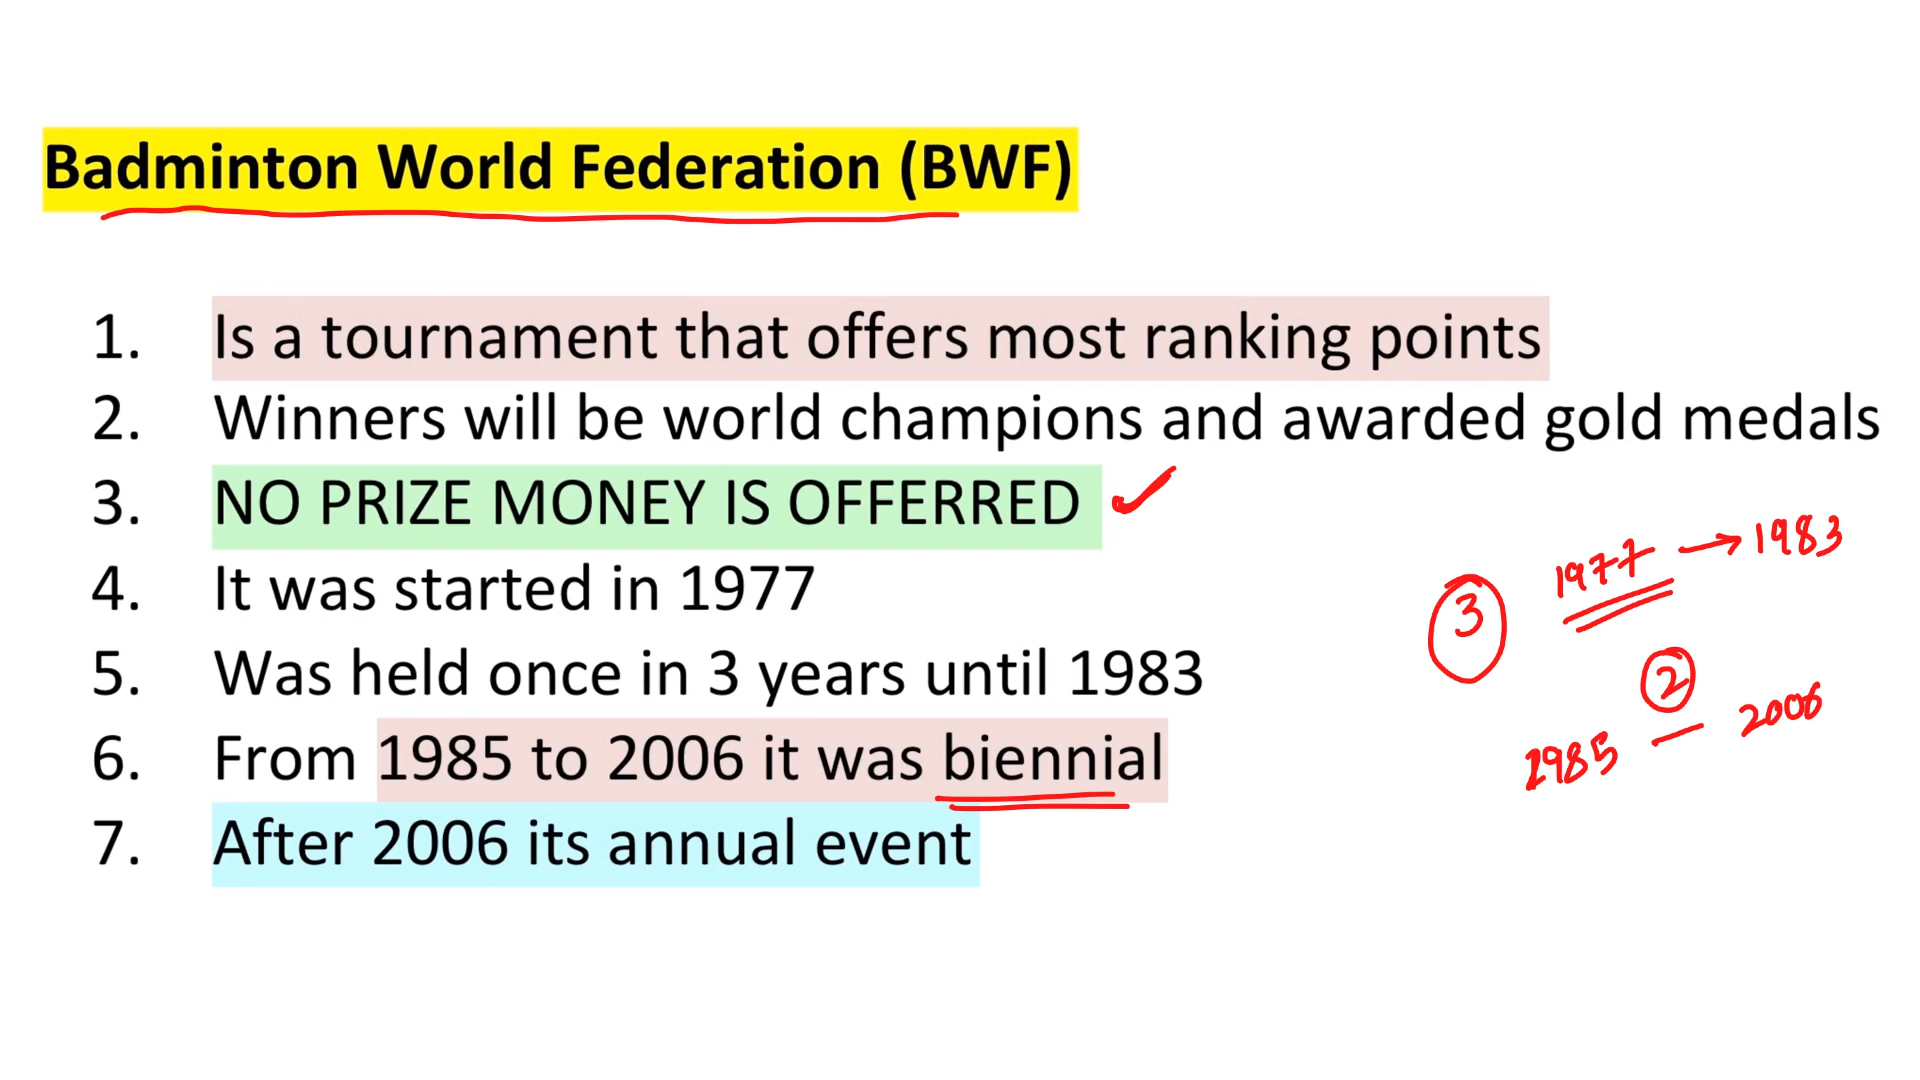 Badminton World Federation (BWF)
1. Is a tournament that offers most ranking points
2. Winners will be world champions and awarded gold medals
3. NO PRIZE MONEY IS OFFERRED
4. It was started in 1977
5. Was held once in 3 years until 1983
6. From 1985 to 2006 it was biennial
7. After 2006 its annual event
3 1977 → 1983
2
1985 — 2006